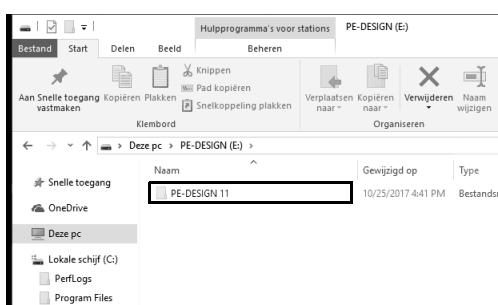 Hulpprogramma's voor stations PE-DESIGN (E:)
Bestand Start Delen Beeld Beheren
Aan Snelle toegang vastmaken
Kopiëren
Plakken
Knippen
Pad kopiëren
Snelkoppeling plakken
Klembord
Verplaatsen naar
Kopiëren naar
Verwijderen
Naam wijzigen
Organiseren
Deze pc > PE-DESIGN (E:) >
Naam Gewijzigd op Type
Snelle toegang
OneDrive
Deze pc
Lokale schijf (C:)
PerfLogs
Program Files
PE-DESIGN 11 10/25/2017 4:41 PM Bestandsm